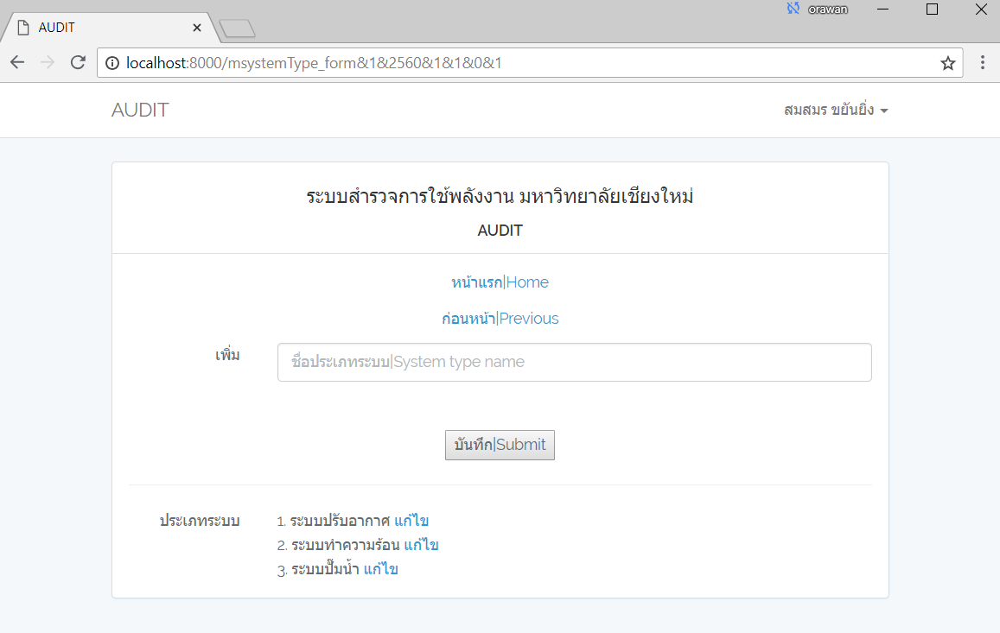 AUDIT
orawan
localhost:8000/msystemType_form&1&2560&1&1&0&1
AUDIT
สมสมร ขยันยิ่ง
ระบบสำรวจการใช้พลังงาน มหาวิทยาลัยเชียงใหม่
AUDIT
หน้าแรก|Home
ก่อนหน้า|Previous
เพิ่ม
ชื่อประเภทระบบ|System type name
บันทึก|Submit
ประเภทระบบ
1. ระบบปรับอากาศ แก้ไข
2. ระบบทำความร้อน แก้ไข
3. ระบบปั๊มน้ำ แก้ไข